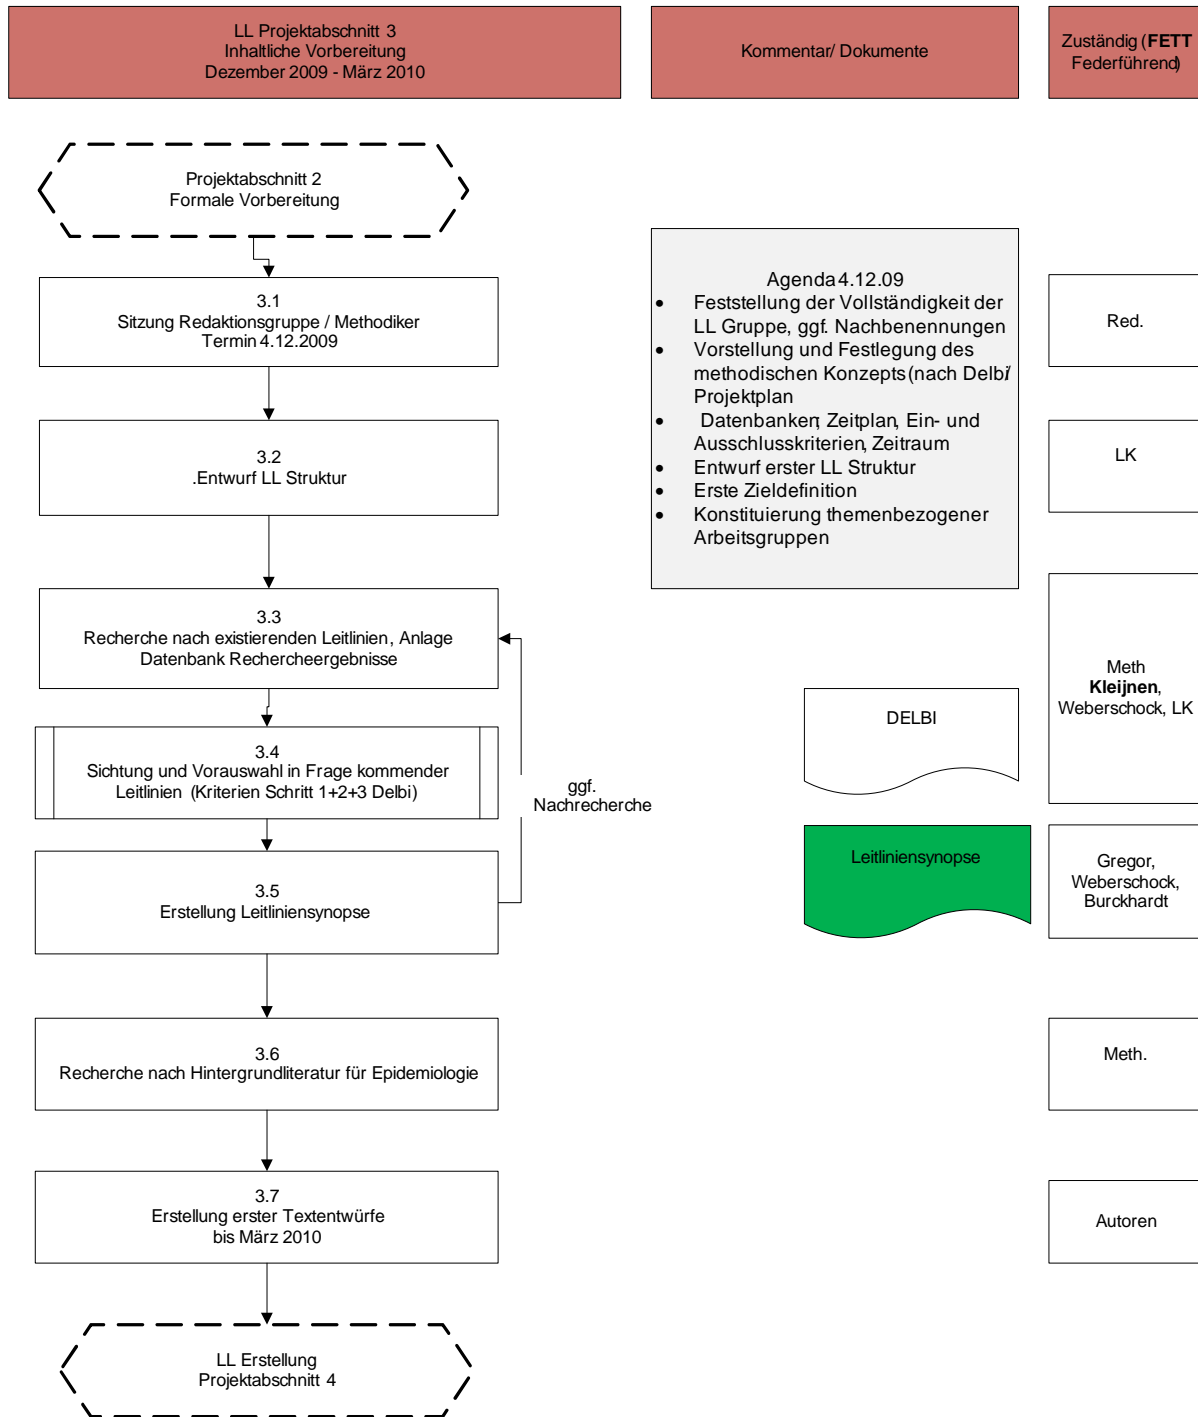 LL Projektabschnitt 3
Inhaltliche Vorbereitung
Dezember 2009 - März 2010
Kommentar/ Dokumente
Zuständig (FETT
Federführend)
Projektabschnitt 2
Formale Vorbereitung
3.1
Sitzung Redaktionsgruppe / Methodiker
Termin 4.12.2009
Agenda 4.12.09
• Feststellung der Vollständigkeit der
LL Gruppe, ggf. Nachbenennungen
• Vorstellung und Festlegung des
methodischen Konzepts (nach Delbi/
Projektplan
• Datenbanken; Zeitplan, Ein- und
Ausschlusskriterien, Zeitraum
• Entwurf erster LL Struktur
• Erste Zieldefinition
• Konstituierung themenbezogener
Arbeitsgruppen
Red.
3.2
.Entwurf LL Struktur
LK
3.3
Recherche nach existierenden Leitlinien, Anlage
Datenbank Rechercheergebnisse
Meth
Kleijnen,
Weberschock, LK
3.4
Sichtung und Vorauswahl in Frage kommender
Leitlinien (Kriterien Schritt 1+2+3 Delbi)
ggf.
Nachrecherche
DELBI
3.5
Erstellung Leitliniensynopse
Leitliniensynopse
Gregor,
Weberschock,
Burckhardt
3.6
Recherche nach Hintergrundliteratur für Epidemiologie
Meth.
3.7
Erstellung erster Textentwürfe
bis März 2010
Autoren
LL Erstellung
Projektabschnitt 4